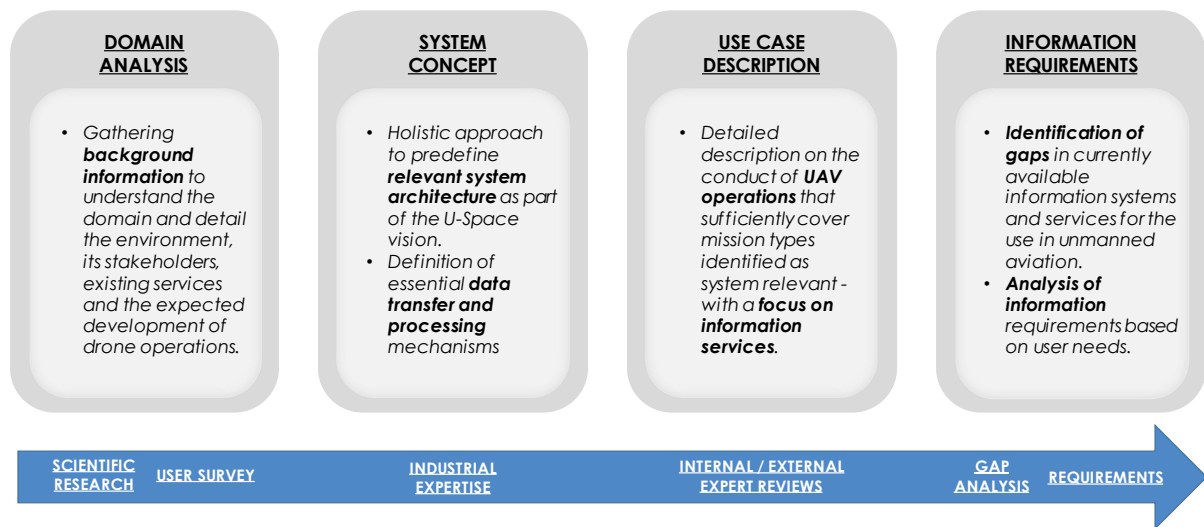 DOMAIN
ANALYSIS
• Gathering
background
information to
understand the
domain and detail
the environment,
its stakeholders,
existing services
and the expected
development of
drone operations.
SYSTEM
CONCEPT
• Holistic approach
to predefine
relevant system
architecture as part
of the U-Space
vision.
• Definition of
essential data
transfer and
processing
mechanisms
USE CASE
DESCRIPTION
• Detailed
description on the
conduct of UAV
operations that
sufficiently cover
mission types
identified as
system relevant -
with a focus on
information
services.
INFORMATION
REQUIREMENTS
• Identification of
gaps in currently
available
information systems
and services for the
use in unmanned
aviation.
• Analysis of
information
requirements based
on user needs.
SCIENTIFIC
RESEARCH
USER SURVEY
INDUSTRIAL
EXPERTISE
INTERNAL / EXTERNAL
EXPERT REVIEWS
GAP
ANALYSIS
REQUIREMENTS